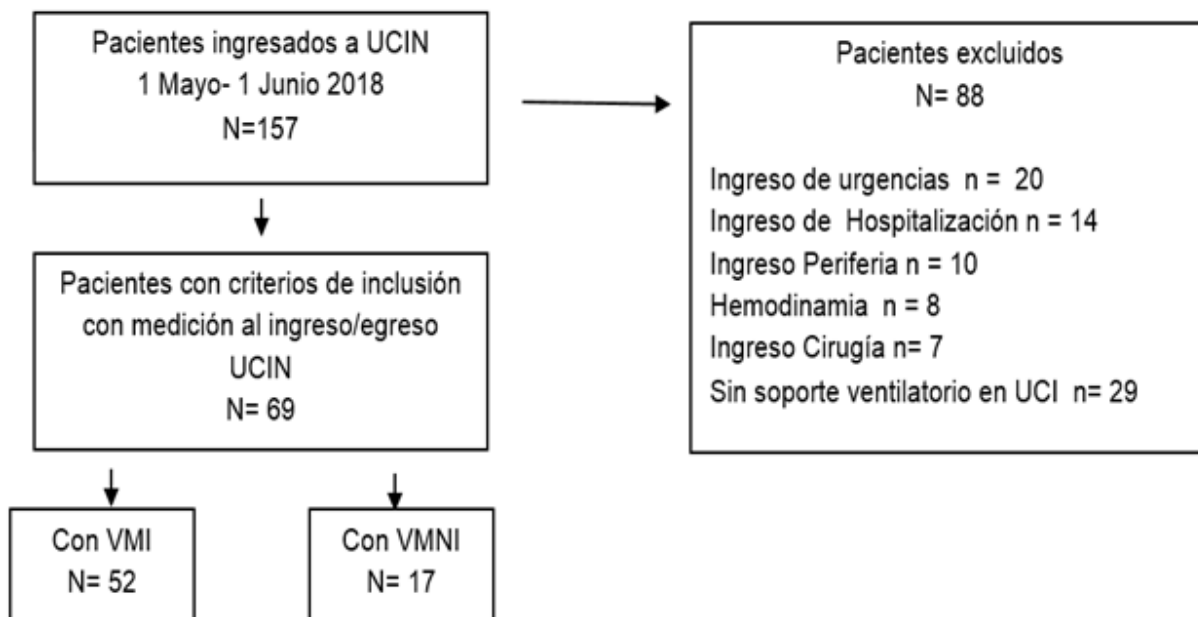 Pacientes ingresados a UCIN
1 Mayo- 1 Junio 2018
N=157
Pacientes excluidos
N= 88
Ingreso de urgencias n = 20
Ingreso de Hospitalización n = 14
Ingreso Periferia n = 10
Hemodinamia n = 8
Ingreso Cirugía n= 7
Sin soporte ventilatorio en UCI n= 29
Pacientes con criterios de inclusión
con medición al ingreso/egreso
UCIN
N= 69
Con VMI
N= 52
Con VMNI
N= 17